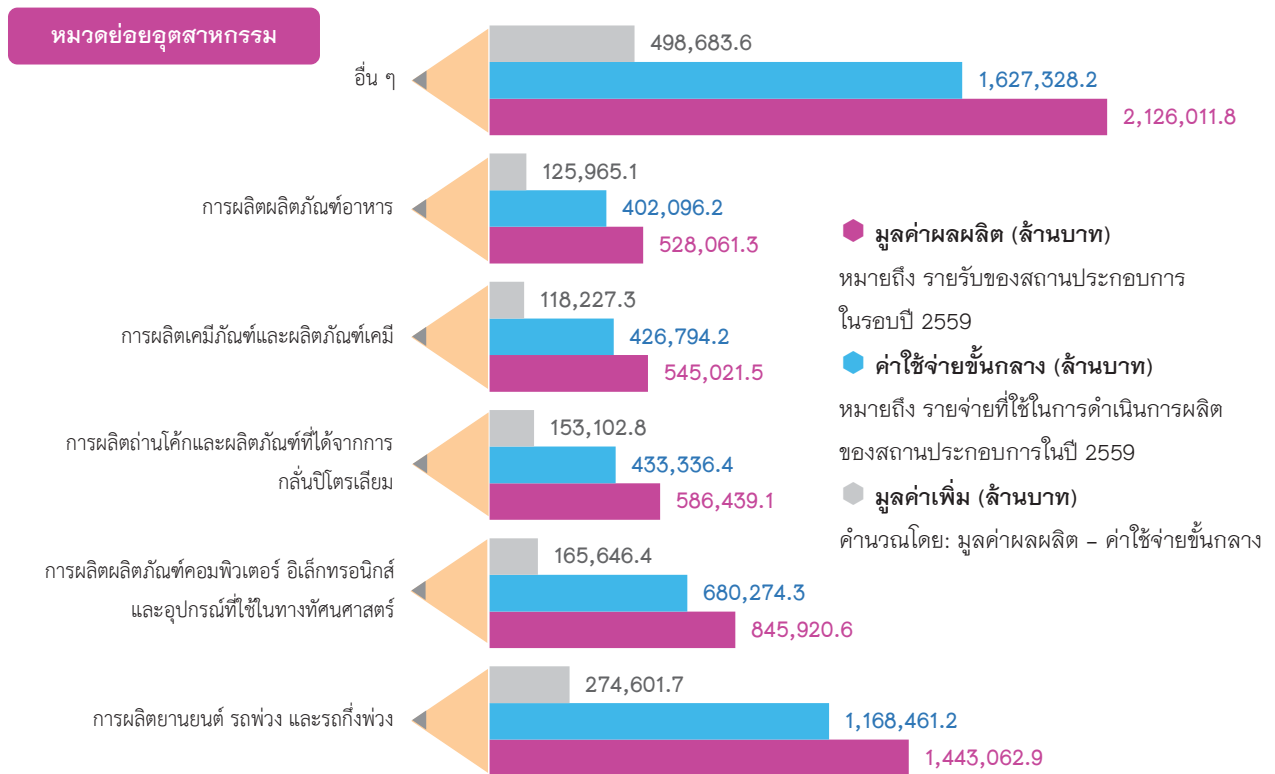 หมวดย่อยอุตสาหกรรม
อื่น ๆ
498,683.6
1,627,328.2
2,126,011.8
การผลิตผลิตภัณฑ์อาหาร
125,965.1
402,096.2
528,061.3
การผลิตเคมีภัณฑ์และผลิตภัณฑ์เคมี
118,227.3
426,794.2
545,021.5
การผลิตถ่านโค้กและผลิตภัณฑ์ที่ได้จากการ
กลั่นปิโตรเลียม
153,102.8
433,336.4
586,439.1
การผลิตผลิตภัณฑ์คอมพิวเตอร์ อิเล็กทรอนิกส์
และอุปกรณ์ที่ใช้ในทางทัศนศาสตร์
165,646.4
680,274.3
845,920.6
การผลิตยานยนต์ รถพ่วง และรถกึ่งพ่วง
274,601.7
1,168,461.2
1,443,062.9
มูลค่าผลผลิต (ล้านบาท)
หมายถึง รายรับของสถานประกอบการ
ในรอบปี 2559
ค่าใช้จ่ายขั้นกลาง (ล้านบาท)
หมายถึง รายจ่ายที่ใช้ในการดำเนินการผลิต
ของสถานประกอบการในปี 2559
มูลค่าเพิ่ม (ล้านบาท)
คำนวณโดย: มูลค่าผลผลิต – ค่าใช้จ่ายขั้นกลาง